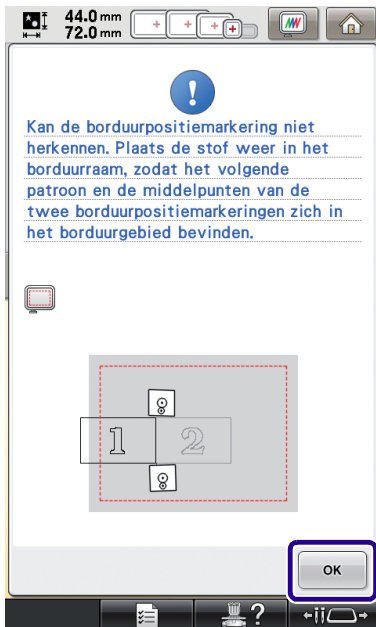 44.0 mm
72.0 mm
Kan de borduurpositiemarkering niet
herkennen. Plaats de stof weer in het
borduurraam, zodat het volgende
patroon en de middelpunten van de
twee borduurpositiemarkeringen zich in
het borduurgebied bevinden.
1 2
OK
?